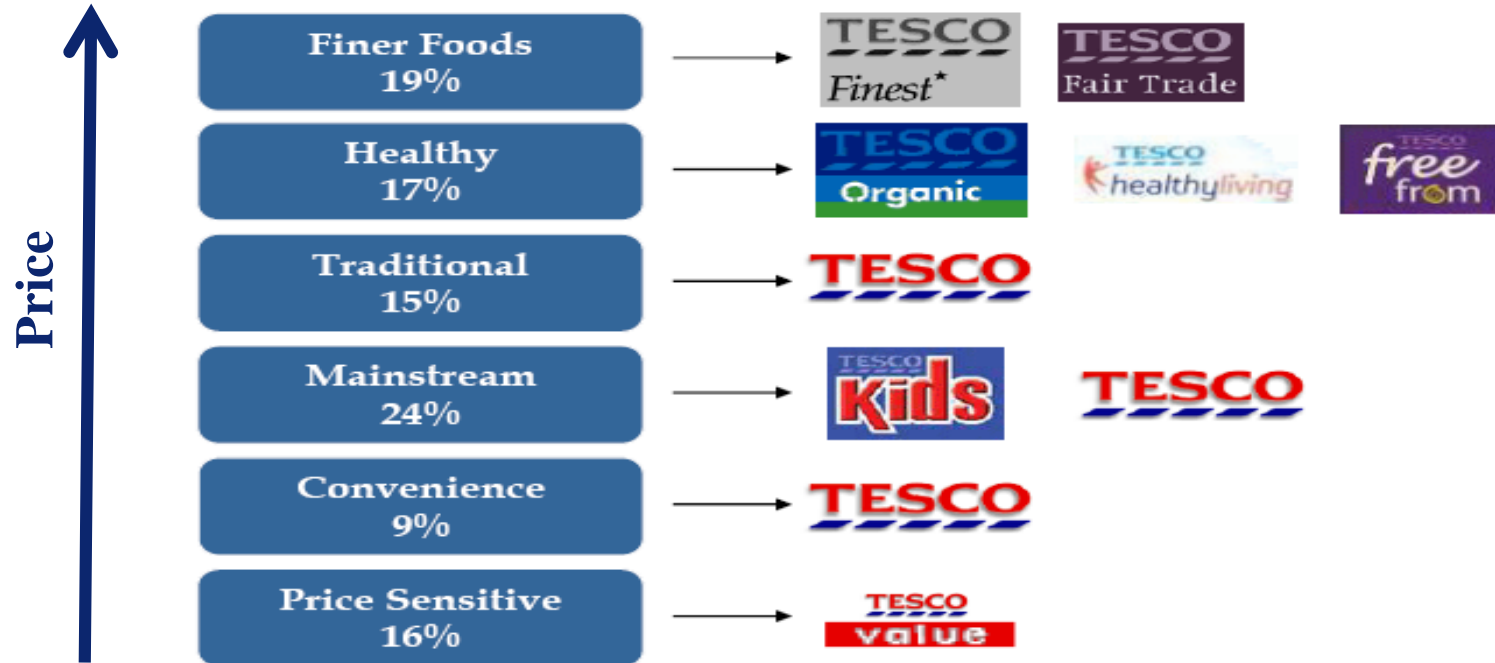 Price
Finer Foods
19%
TESCO
Finest★
TESCO
Fair Trade
Healthy
17%
TESCO
Organic
TESCO
healthyliving
TESCO
free
from
Traditional
15%
TESCO
Mainstream
24%
TESCO
Kids
TESCO
Convenience
9%
TESCO
Price Sensitive
16%
TESCO
value